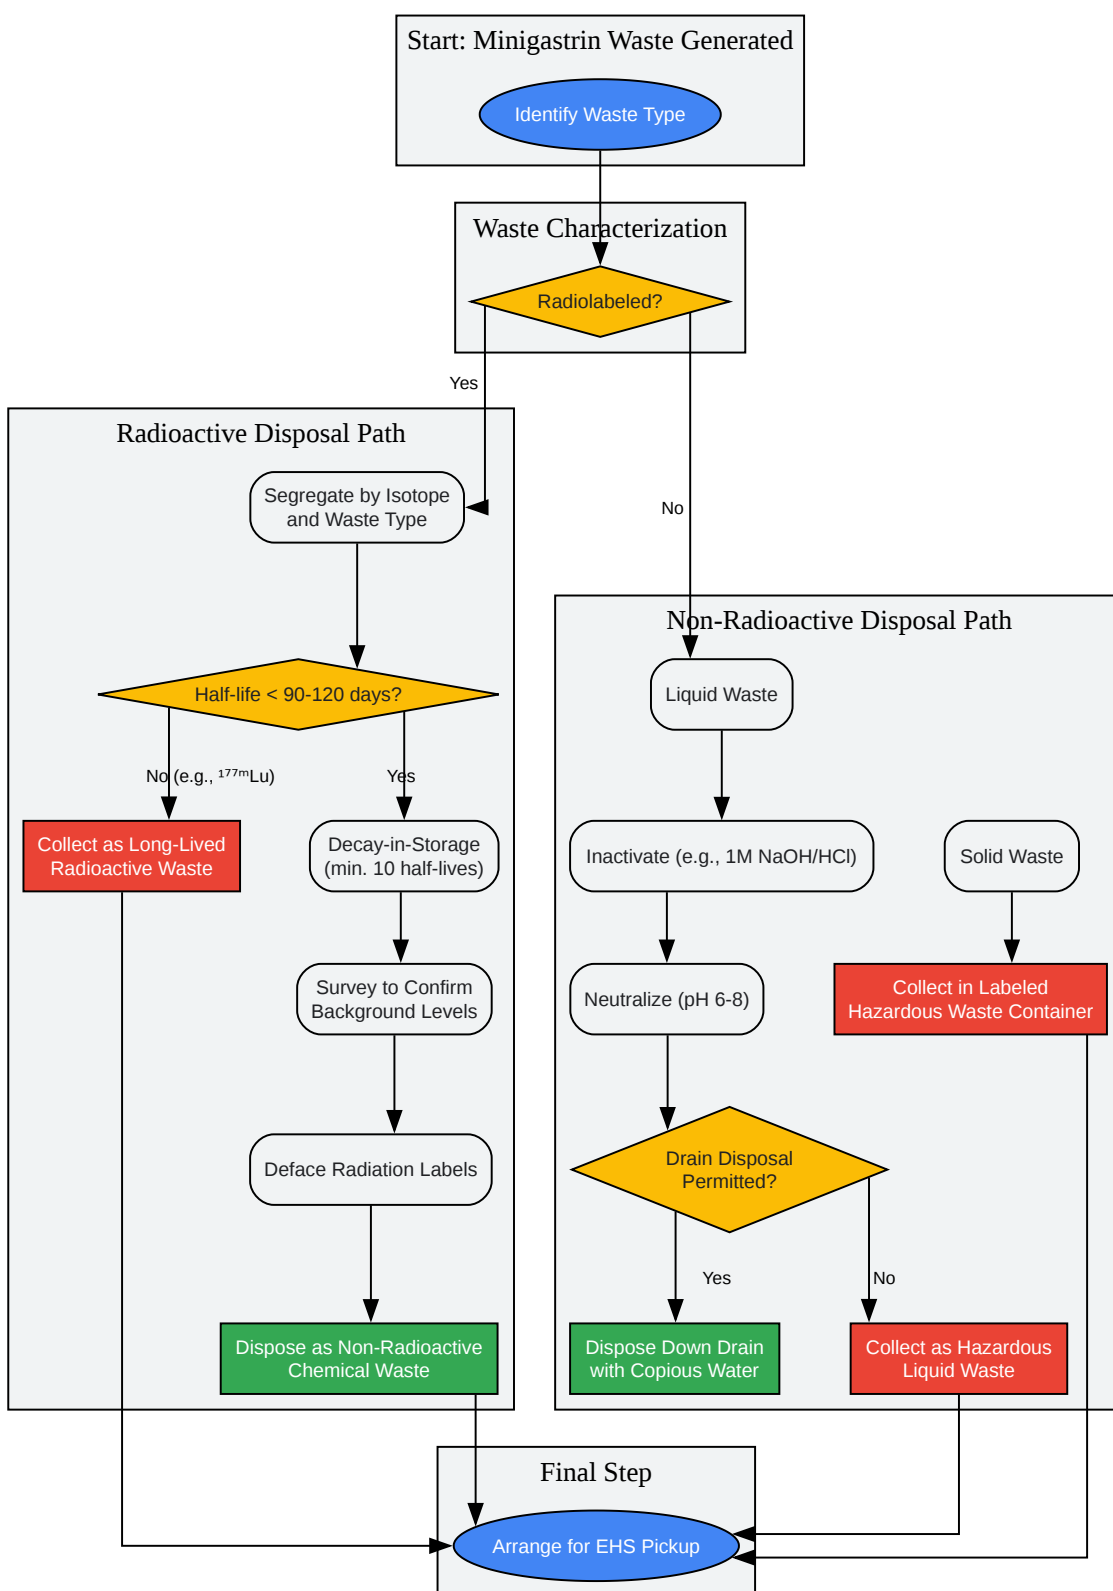 Start: Minigastrin Waste Generated
Identify Waste Type
Waste Characterization
Radiolabeled?
Yes
No
Radioactive Disposal Path
Segregate by Isotope
and Waste Type
Half-life < 90-120 days?
No (e.g., ¹⁷⁷ᵐLu)
Yes
Collect as Long-Lived
Radioactive Waste
Decay-in-Storage
(min. 10 half-lives)
Survey to Confirm
Background Levels
Deface Radiation Labels
Dispose as Non-Radioactive
Chemical Waste
Non-Radioactive Disposal Path
Liquid Waste
Inactivate (e.g., 1M NaOH/HCl)
Solid Waste
Neutralize (pH 6-8)
Collect in Labeled
Hazardous Waste Container
Drain Disposal
Permitted?
Yes
No
Dispose Down Drain
with Copious Water
Collect as Hazardous
Liquid Waste
Final Step
Arrange for EHS Pickup